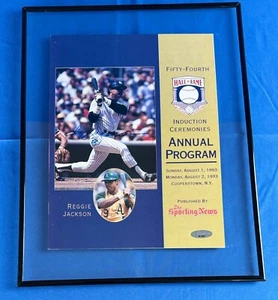 Fifty-Fourth
HALL of FAME
Induction
Ceremonies
ANNUAL
PROGRAM
Sunday, August 1, 1993
Monday, August 2, 1993
Cooperstown, N.Y.
Reggie
Jackson
Published by
The
Sporting News